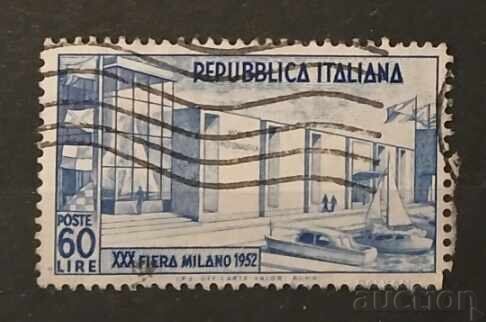 REPUBBLICA ITALIANA
POSTE
60
LIRE
XXX FIERA MILANO 1952
auction